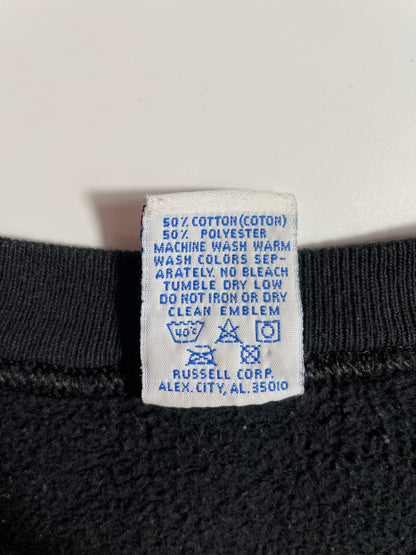 50% COTTON (COTON)
50% POLYESTER
MACHINE WASH WARM
WASH COLORS SEP-
ARATELY. NO BLEACH
TUMBLE DRY LOW
DO NOT IRON OR DRY
CLEAN EMBLEM
40°C
RUSSELL CORP.
ALEX. CITY, AL. 35010